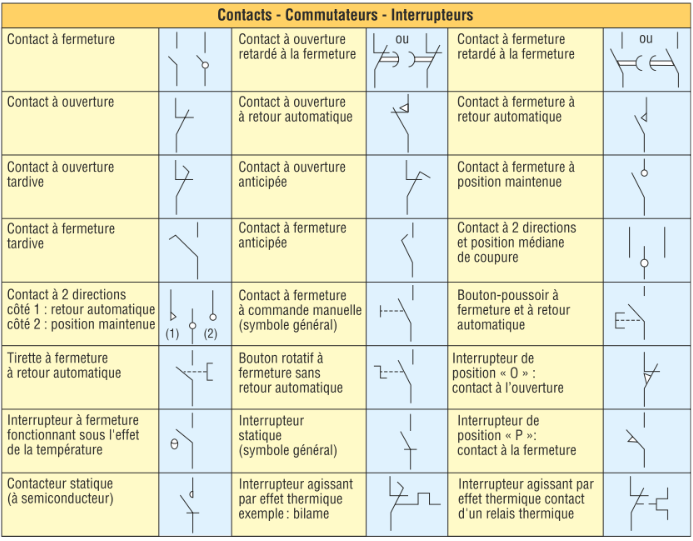 Contacts - Commutateurs - Interrupteurs
Contact à fermeture
Contact à ouverture
retardé à la fermeture
ou
Contact à fermeture
retardé à la fermeture
ou
Contact à ouverture
Contact à ouverture
à retour automatique
Contact à fermeture à
retour automatique
Contact à ouverture
tardive
Contact à ouverture
anticipée
Contact à fermeture à
position maintenue
Contact à fermeture
tardive
Contact à fermeture
anticipée
Contact à 2 directions
et position médiane
de coupure
Contact à 2 directions
côté 1 : retour automatique
côté 2 : position maintenue
(1) (2)
Contact à fermeture
à commande manuelle
(symbole général)
Bouton-poussoir à
fermeture et à retour
automatique
Tirette à fermeture
à retour automatique
Bouton rotatif à
fermeture sans
retour automatique
Interrupteur de
position « O » :
contact à l'ouverture
Interrupteur à fermeture
fonctionnant sous l'effet
de la température
Interrupteur
statique
(symbole général)
Interrupteur de
position « P »:
contact à la fermeture
Contacteur statique
(à semiconducteur)
Interrupteur agissant
par effet thermique
exemple : bilame
Interrupteur agissant par
effet thermique contact
d'un relais thermique